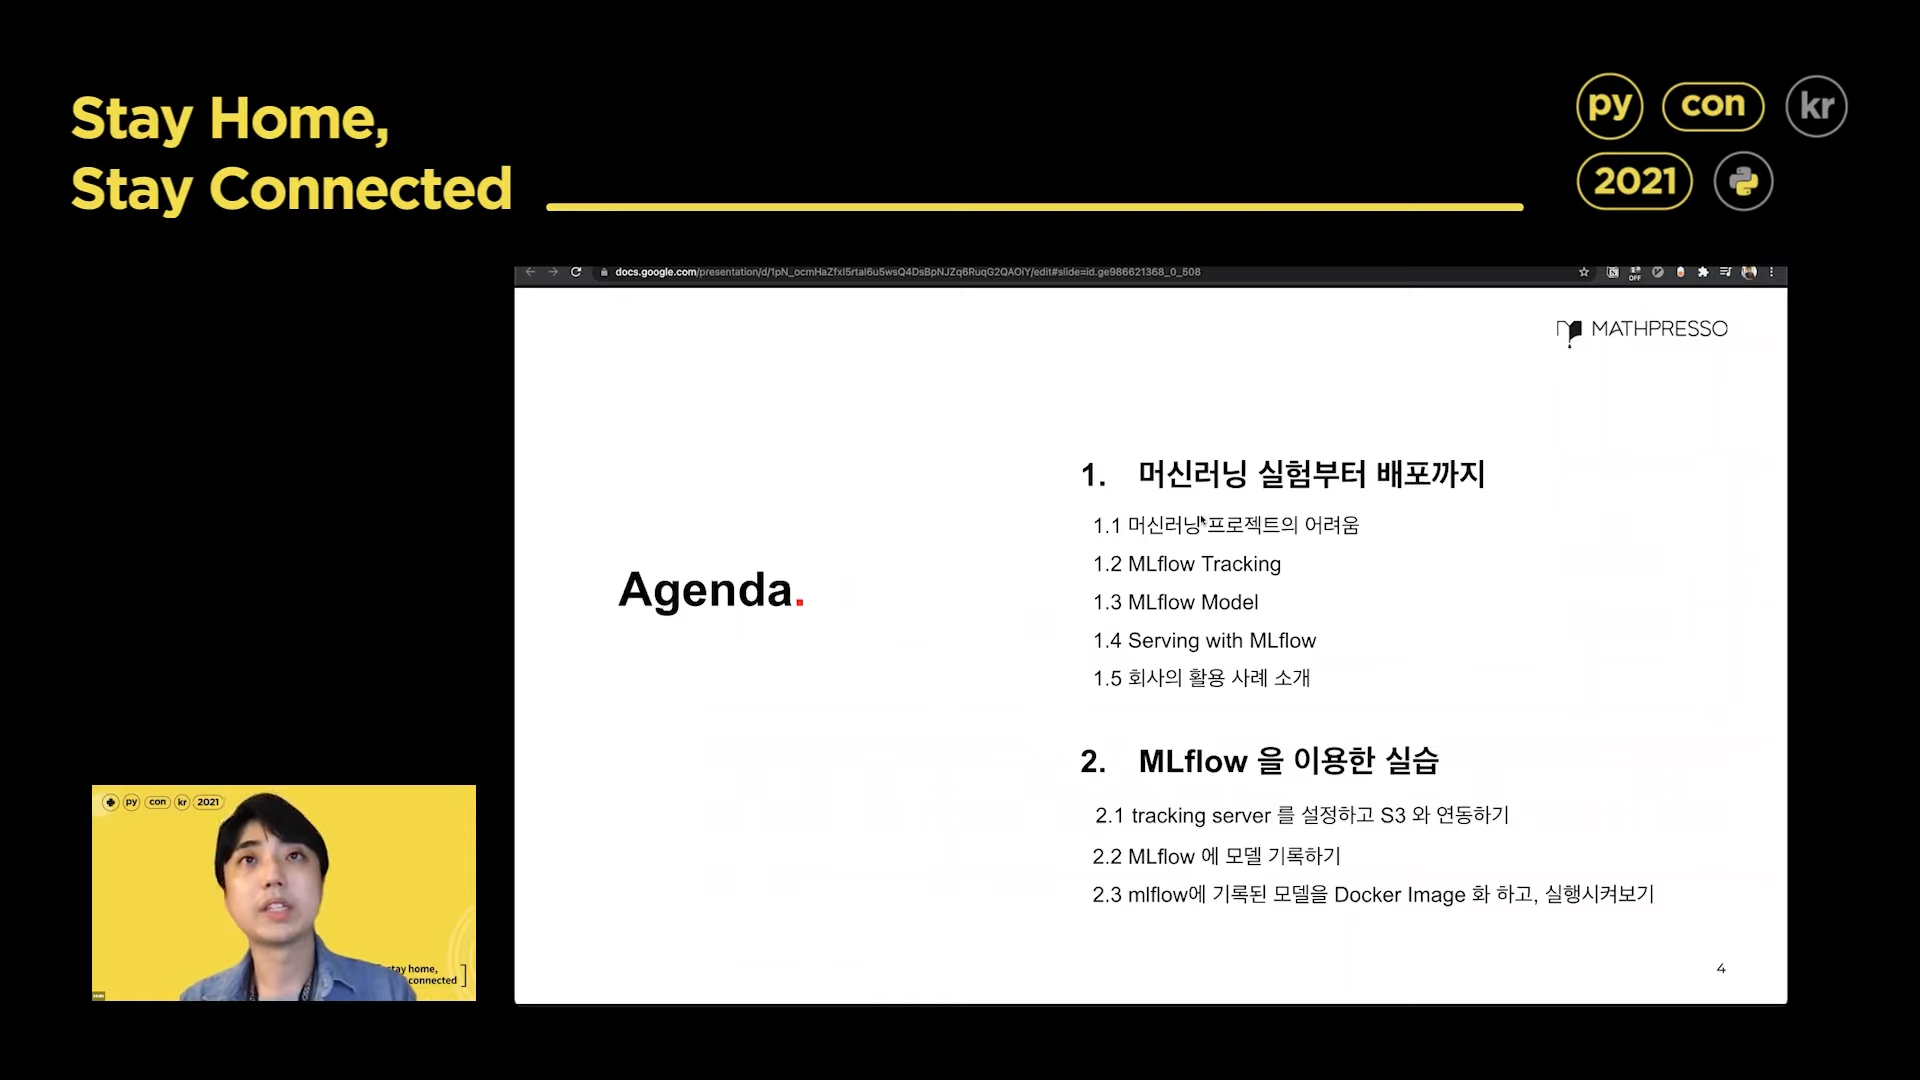 Stay Home,
Stay Connected
py con kr
2021
docs.google.com/presentation/d/1pN_ocmHaZfxI5rtal6u5wsQ4DsBpNJZq6RuqG2QAOiY/edit#slide=id.ge986621368_0_508
OFF
MATHPRESSO
Agenda.
1. 머신러닝 실험부터 배포까지
1.1 머신러닝 프로젝트의 어려움
1.2 MLflow Tracking
1.3 MLflow Model
1.4 Serving with MLflow
1.5 회사의 활용 사례 소개
2. MLflow 을 이용한 실습
2.1 tracking server 를 설정하고 S3 와 연동하기
2.2 MLflow 에 모델 기록하기
2.3 mlflow에 기록된 모델을 Docker Image 화 하고, 실행시켜보기
4
py con kr 2021
stay home,
connected